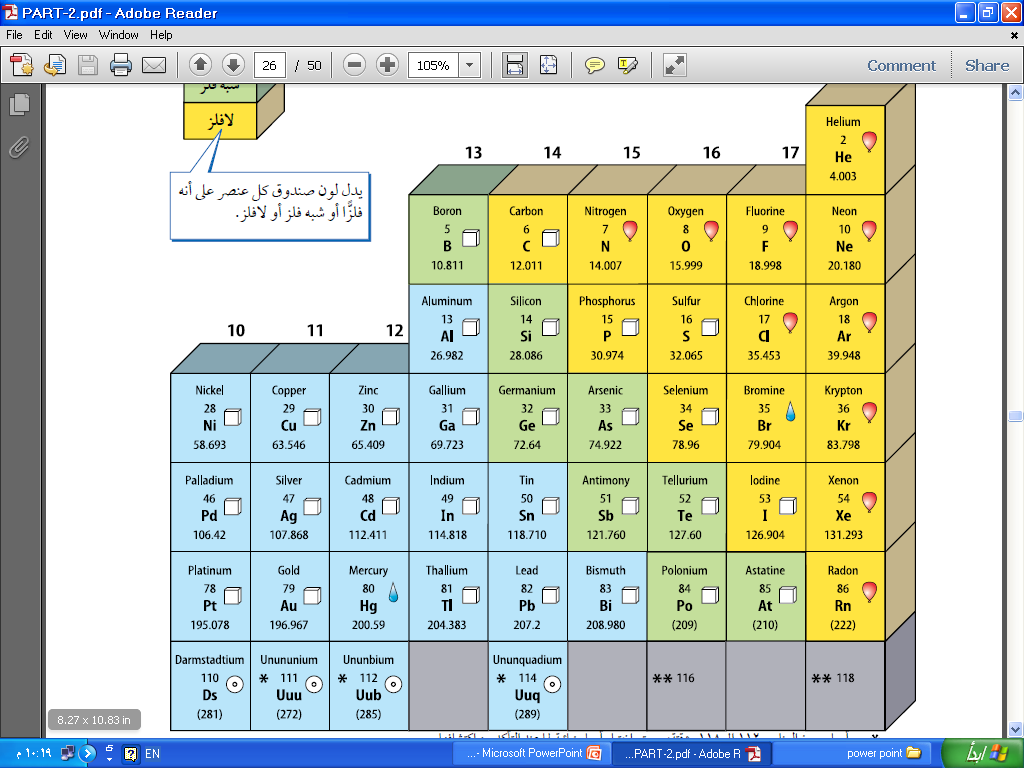 PART-2.pdf - Adobe Reader
File Edit View Window Help
26 / 50 105% Comment Share
شبه فلز
لافلز
يدل لون صندوق كل عنصر على أنه
فلزًّا أو شبه فلز أو لافلز.
Helium
2
He
4.003
13 14 15 16 17
Boron Carbon Nitrogen Oxygen Fluorine Neon
5 6 7 8 9 10
B C N O F Ne
10.811 12.011 14.007 15.999 18.998 20.180
Aluminum Silicon Phosphorus Sulfur Chlorine Argon
13 14 15 16 17 18
Al Si P S Cl Ar
26.982 28.086 30.974 32.065 35.453 39.948
10 11 12
Nickel Copper Zinc Gallium Germanium Arsenic Selenium Bromine Krypton
28 29 30 31 32 33 34 35 36
Ni Cu Zn Ga Ge As Se Br Kr
58.693 63.546 65.409 69.723 72.64 74.922 78.96 79.904 83.798
Palladium Silver Cadmium Indium Tin Antimony Tellurium Iodine Xenon
46 47 48 49 50 51 52 53 54
Pd Ag Cd In Sn Sb Te I Xe
106.42 107.868 112.411 114.818 118.710 121.760 127.60 126.904 131.293
Platinum Gold Mercury Thallium Lead Bismuth Polonium Astatine Radon
78 79 80 81 82 83 84 85 86
Pt Au Hg Tl Pb Bi Po At Rn
195.078 196.967 200.59 204.383 207.2 208.980 (209) (210) (222)
Darmstadtium Unununium Ununbium Ununquadium
110 * 111 * 112 * 114 ** 116 ** 118
Ds Uuu Uub Uuq
(281) (272) (285) (289)
8.27 x 10.83 in
١٠:١٩ م EN ...- Microsoft PowerPoint ...PART-2.pdf - Adobe R power point ابدأ